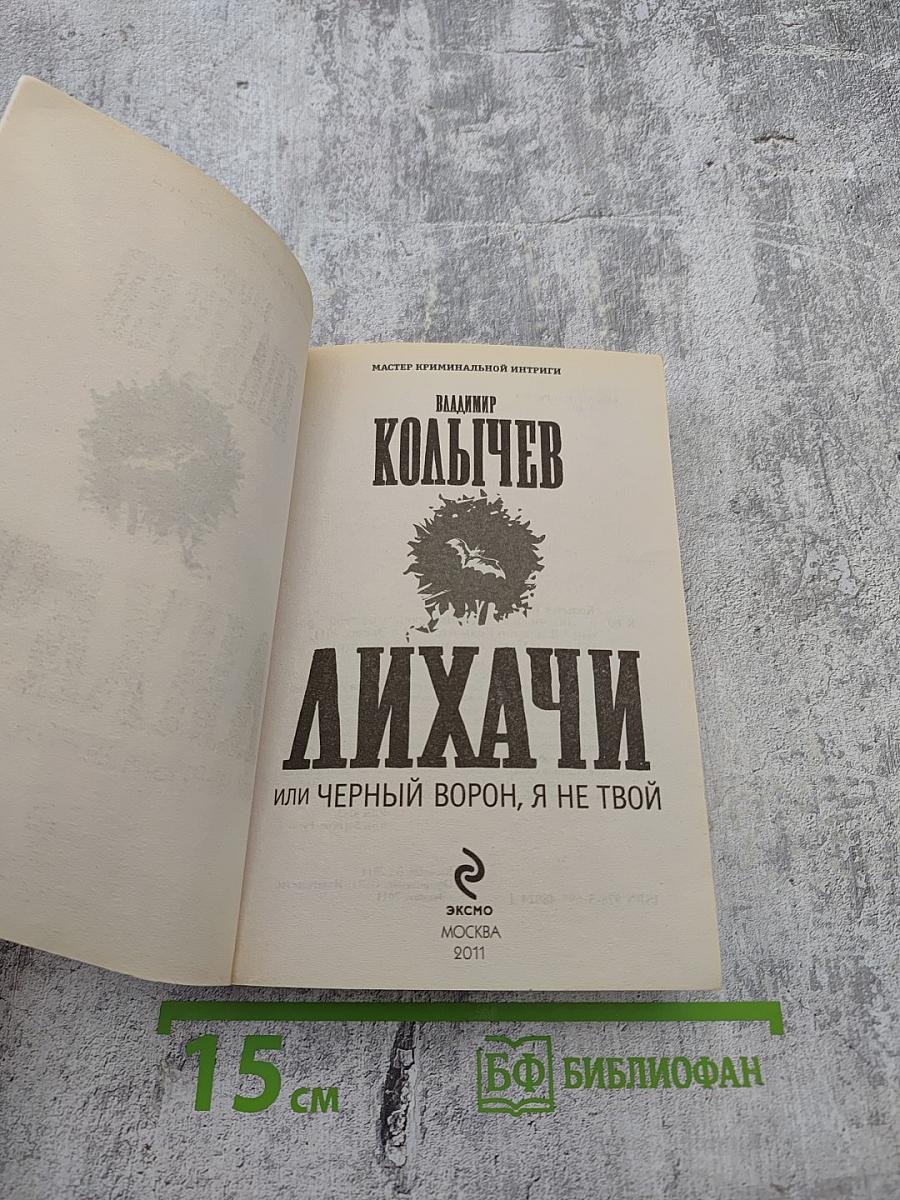 МАСТЕР КРИМИНАЛЬНОЙ ИНТРИГИ
ВЛАДИМИР
КОЛЫЧЕВ
ЛИХАЧИ
ИЛИ ЧЕРНЫЙ ВОРОН, Я НЕ ТВОЙ
ЭКСМО
МОСКВА
2011
15 см
БФ БИБЛИОФАН